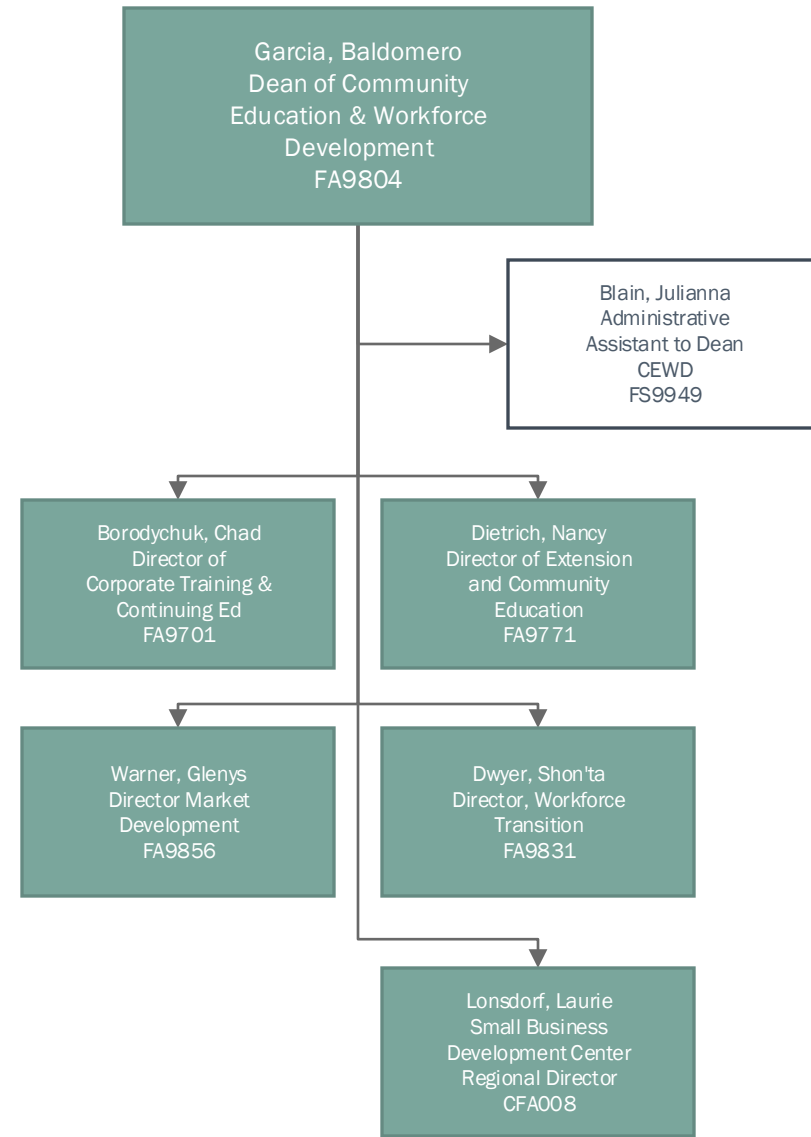 Garcia, Baldomero
Dean of Community
Education & Workforce
Development
FA9804
Blain, Julianna
Administrative
Assistant to Dean
CEWD
FS9949
Borodychuk, Chad
Director of
Corporate Training &
Continuing Ed
FA9701
Dietrich, Nancy
Director of Extension
and Community
Education
FA9771
Warner, Glenys
Director Market
Development
FA9856
Dwyer, Shon'ta
Director, Workforce
Transition
FA9831
Lonsdorf, Laurie
Small Business
Development Center
Regional Director
CFA008